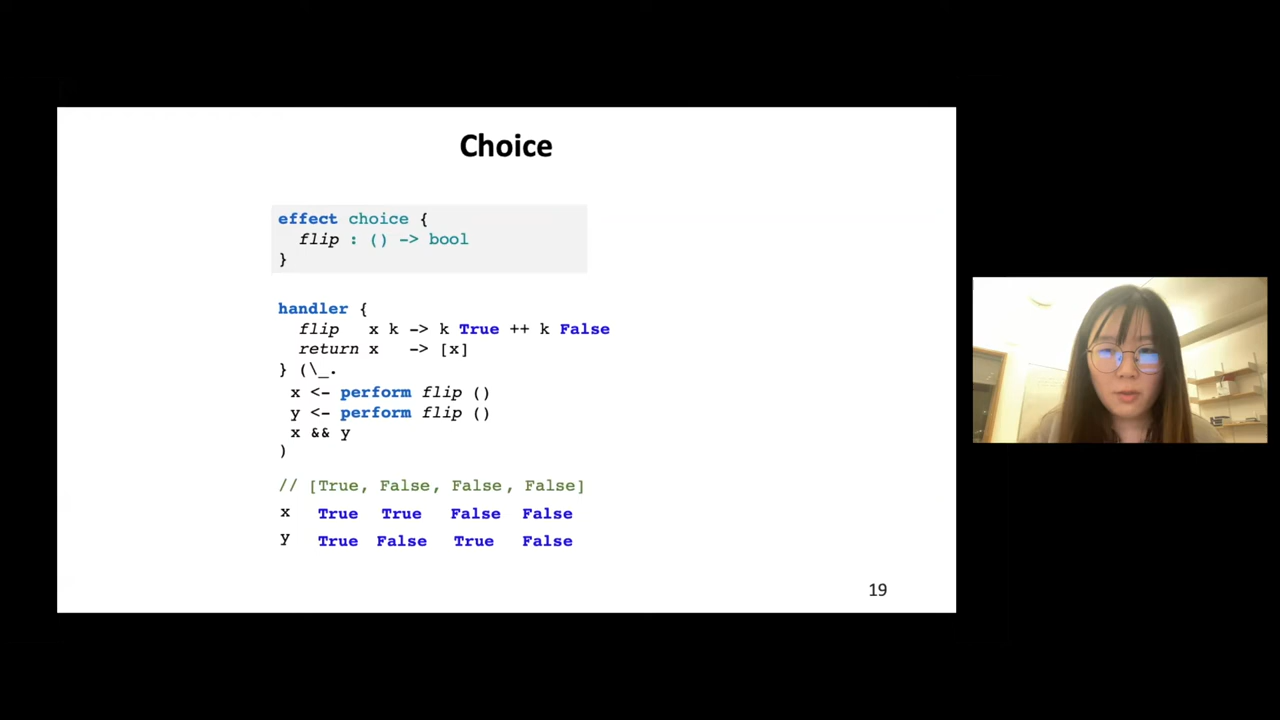 Choice
effect choice {
flip : () -> bool
}
handler {
flip x k -> k True ++ k False
return x -> [x]
} (\_.
x <- perform flip ()
y <- perform flip ()
x && y
)
// [True, False, False, False]
x True True False False
y True False True False
19